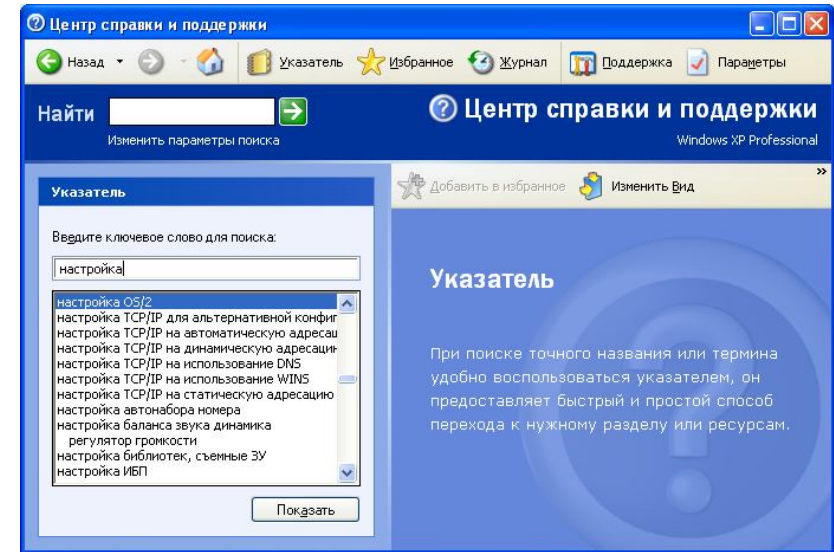 Центр справки и поддержки
Назад Указатель Избранное Журнал Поддержка Параметры
Найти
Изменить параметры поиска
Центр справки и поддержки
Windows XP Professional
Указатель
Добавить в избранное Изменить Вид »
Введите ключевое слово для поиска:
настройка
настройка OS/2
настройка TCP/IP для альтернативной конфиг
настройка TCP/IP на автоматическую адресац
настройка TCP/IP на динамическую адресацию
настройка TCP/IP на использование DNS
настройка TCP/IP на использование WINS
настройка TCP/IP на статическую адресацию
настройка автонабора номера
настройка баланса звука динамика
регулятор громкости
настройка библиотек, съемные ЗУ
настройка ИБП
Показать
Указатель
При поиске точного названия или термина
удобно воспользоваться указателем, он
предоставляет быстрый и простой способ
перехода к нужному разделу или ресурсам.